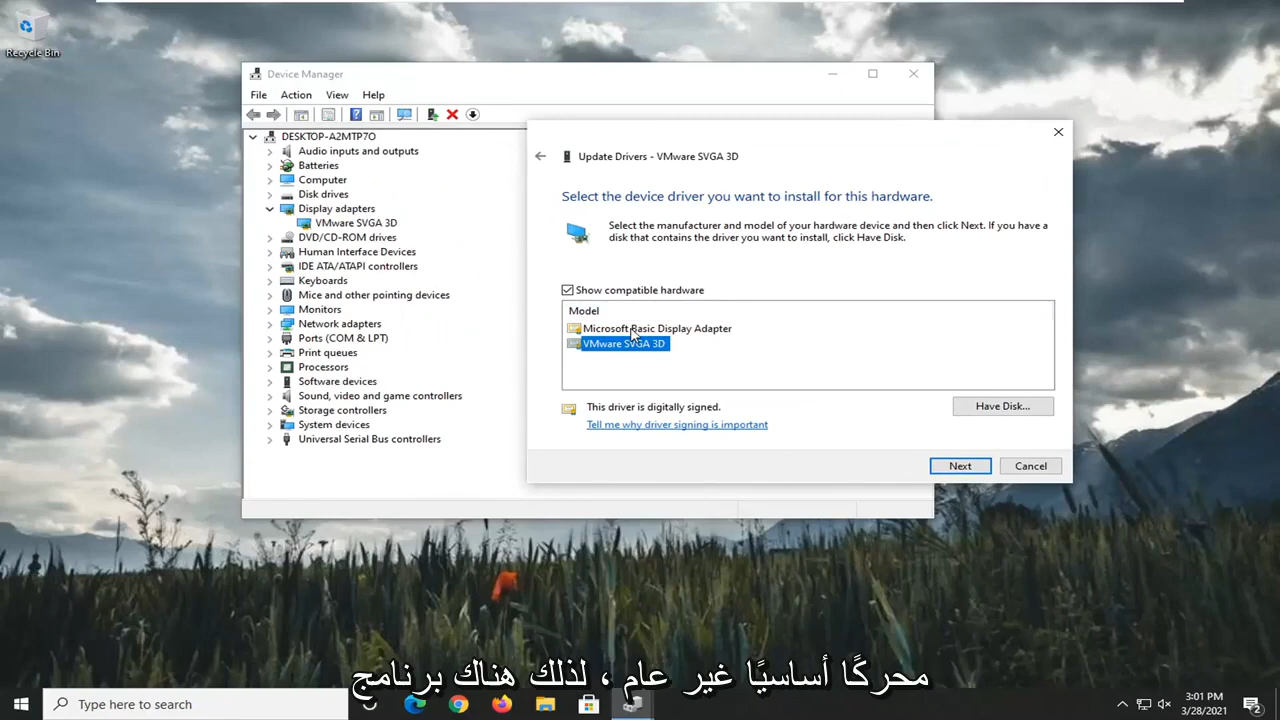 Recycle Bin
Device Manager
File Action View Help
DESKTOP-A2MTP7O
Audio inputs and outputs
Batteries
Computer
Disk drives
Display adapters
VMware SVGA 3D
DVD/CD-ROM drives
Human Interface Devices
IDE ATA/ATAPI controllers
Keyboards
Mice and other pointing devices
Monitors
Network adapters
Ports (COM & LPT)
Print queues
Processors
Software devices
Sound, video and game controllers
Storage controllers
System devices
Universal Serial Bus controllers
Update Drivers - VMware SVGA 3D
Select the device driver you want to install for this hardware.
Select the manufacturer and model of your hardware device and then click Next. If you have a
disk that contains the driver you want to install, click Have Disk.
Show compatible hardware
Model
Microsoft Basic Display Adapter
VMware SVGA 3D
This driver is digitally signed.
Have Disk...
Tell me why driver signing is important
Next Cancel
محركًا أساسيًا غير عام ، لذلك هناك برنامج
Type here to search
3:01 PM
3/28/2021
2